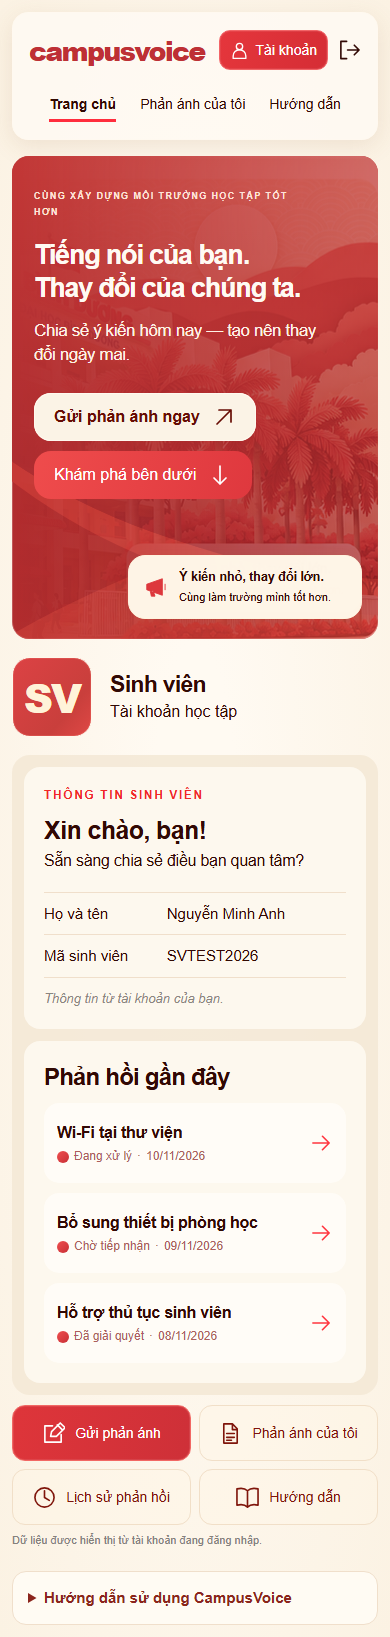 campusvoice
Tài khoản
Trang chủ
Phản ánh của tôi
Hướng dẫn
CÙNG XÂY DỰNG MÔI TRƯỜNG HỌC TẬP TỐT
HƠN
Tiếng nói của bạn.
Thay đổi của chúng ta.
Chia sẻ ý kiến hôm nay — tạo nên thay
đổi ngày mai.
Gửi phản ánh ngay
Khám phá bên dưới
Ý kiến nhỏ, thay đổi lớn.
Cùng làm trường mình tốt hơn.
SV
Sinh viên
Tài khoản học tập
THÔNG TIN SINH VIÊN
Xin chào, bạn!
Sẵn sàng chia sẻ điều bạn quan tâm?
Họ và tên Nguyễn Minh Anh
Mã sinh viên SVTEST2026
Thông tin từ tài khoản của bạn.
Phản hồi gần đây
Wi-Fi tại thư viện
Đang xử lý · 10/11/2026
Bổ sung thiết bị phòng học
Chờ tiếp nhận · 09/11/2026
Hỗ trợ thủ tục sinh viên
Đã giải quyết · 08/11/2026
Gửi phản ánh
Phản ánh của tôi
Lịch sử phản hồi
Hướng dẫn
Dữ liệu được hiển thị từ tài khoản đang đăng nhập.
Hướng dẫn sử dụng CampusVoice